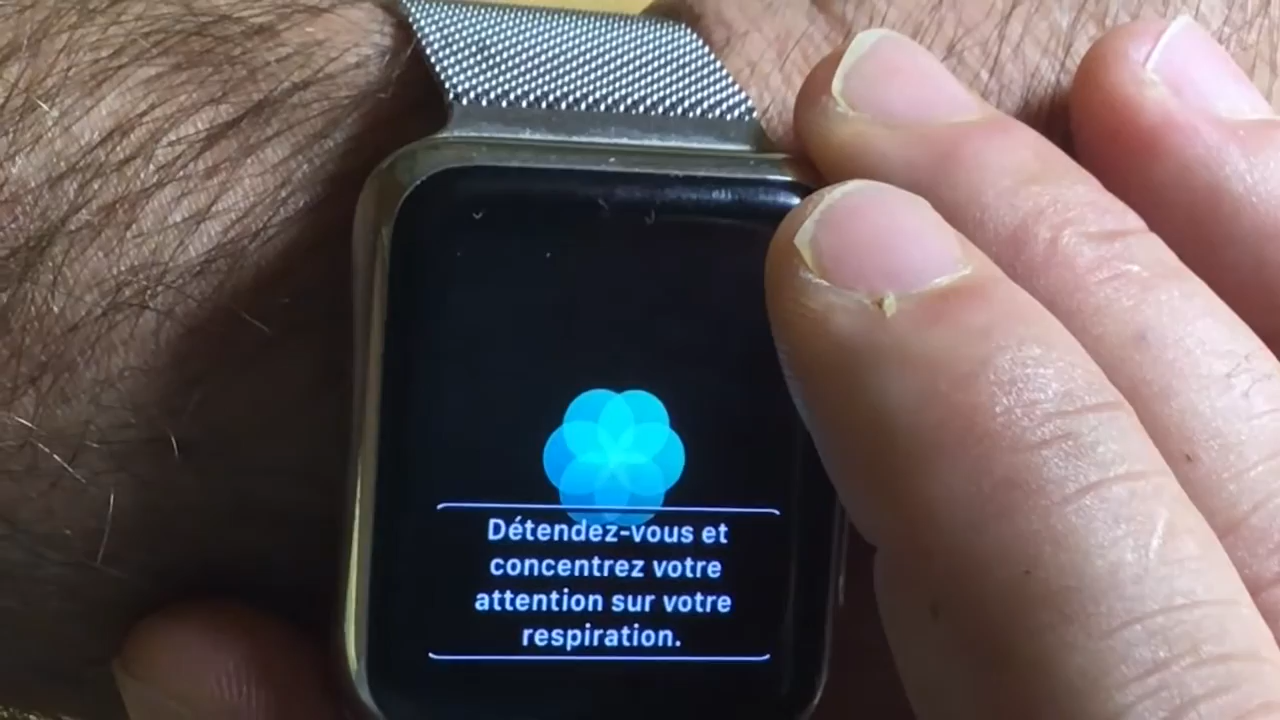 Détendez-vous et
concentrez votre
attention sur votre
respiration.